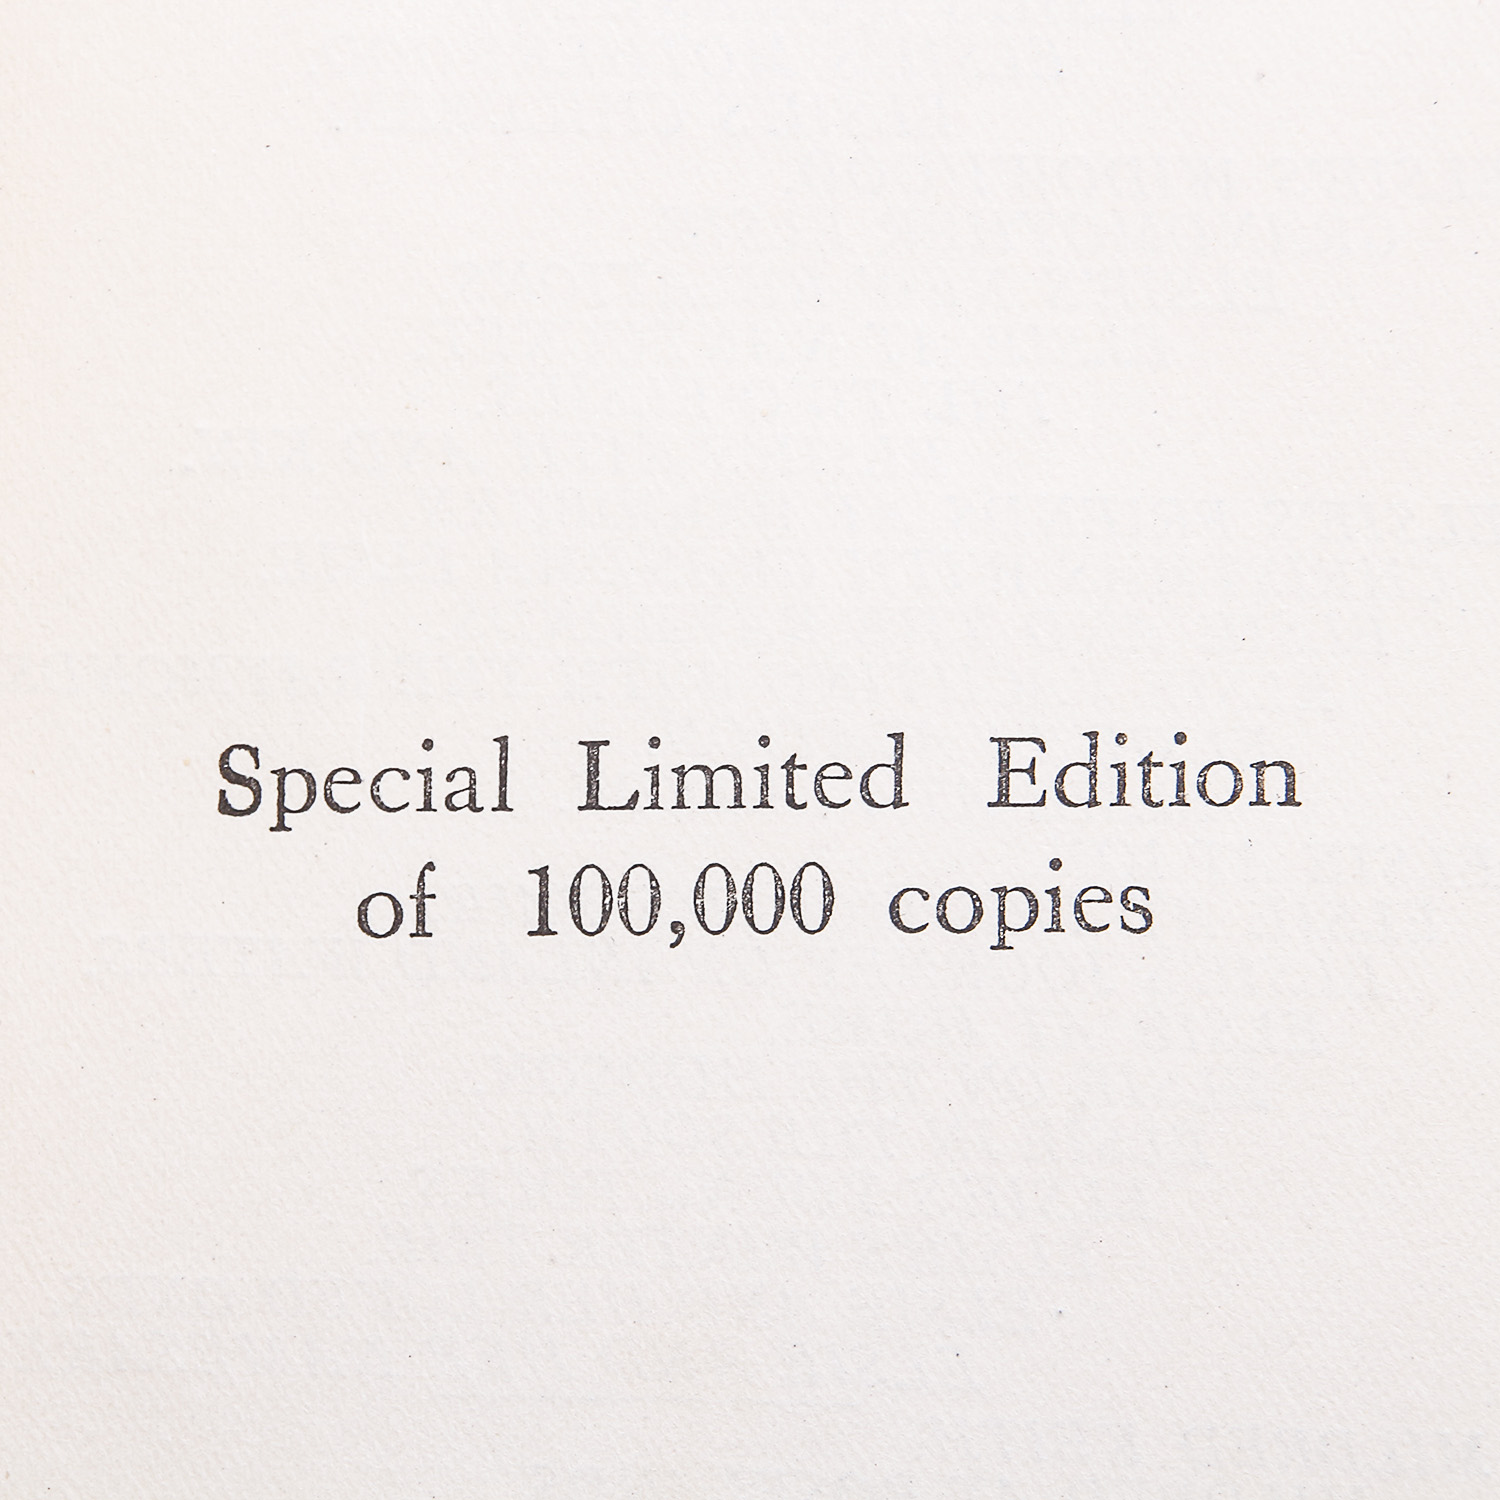 Special Limited Edition
of 100,000 copies